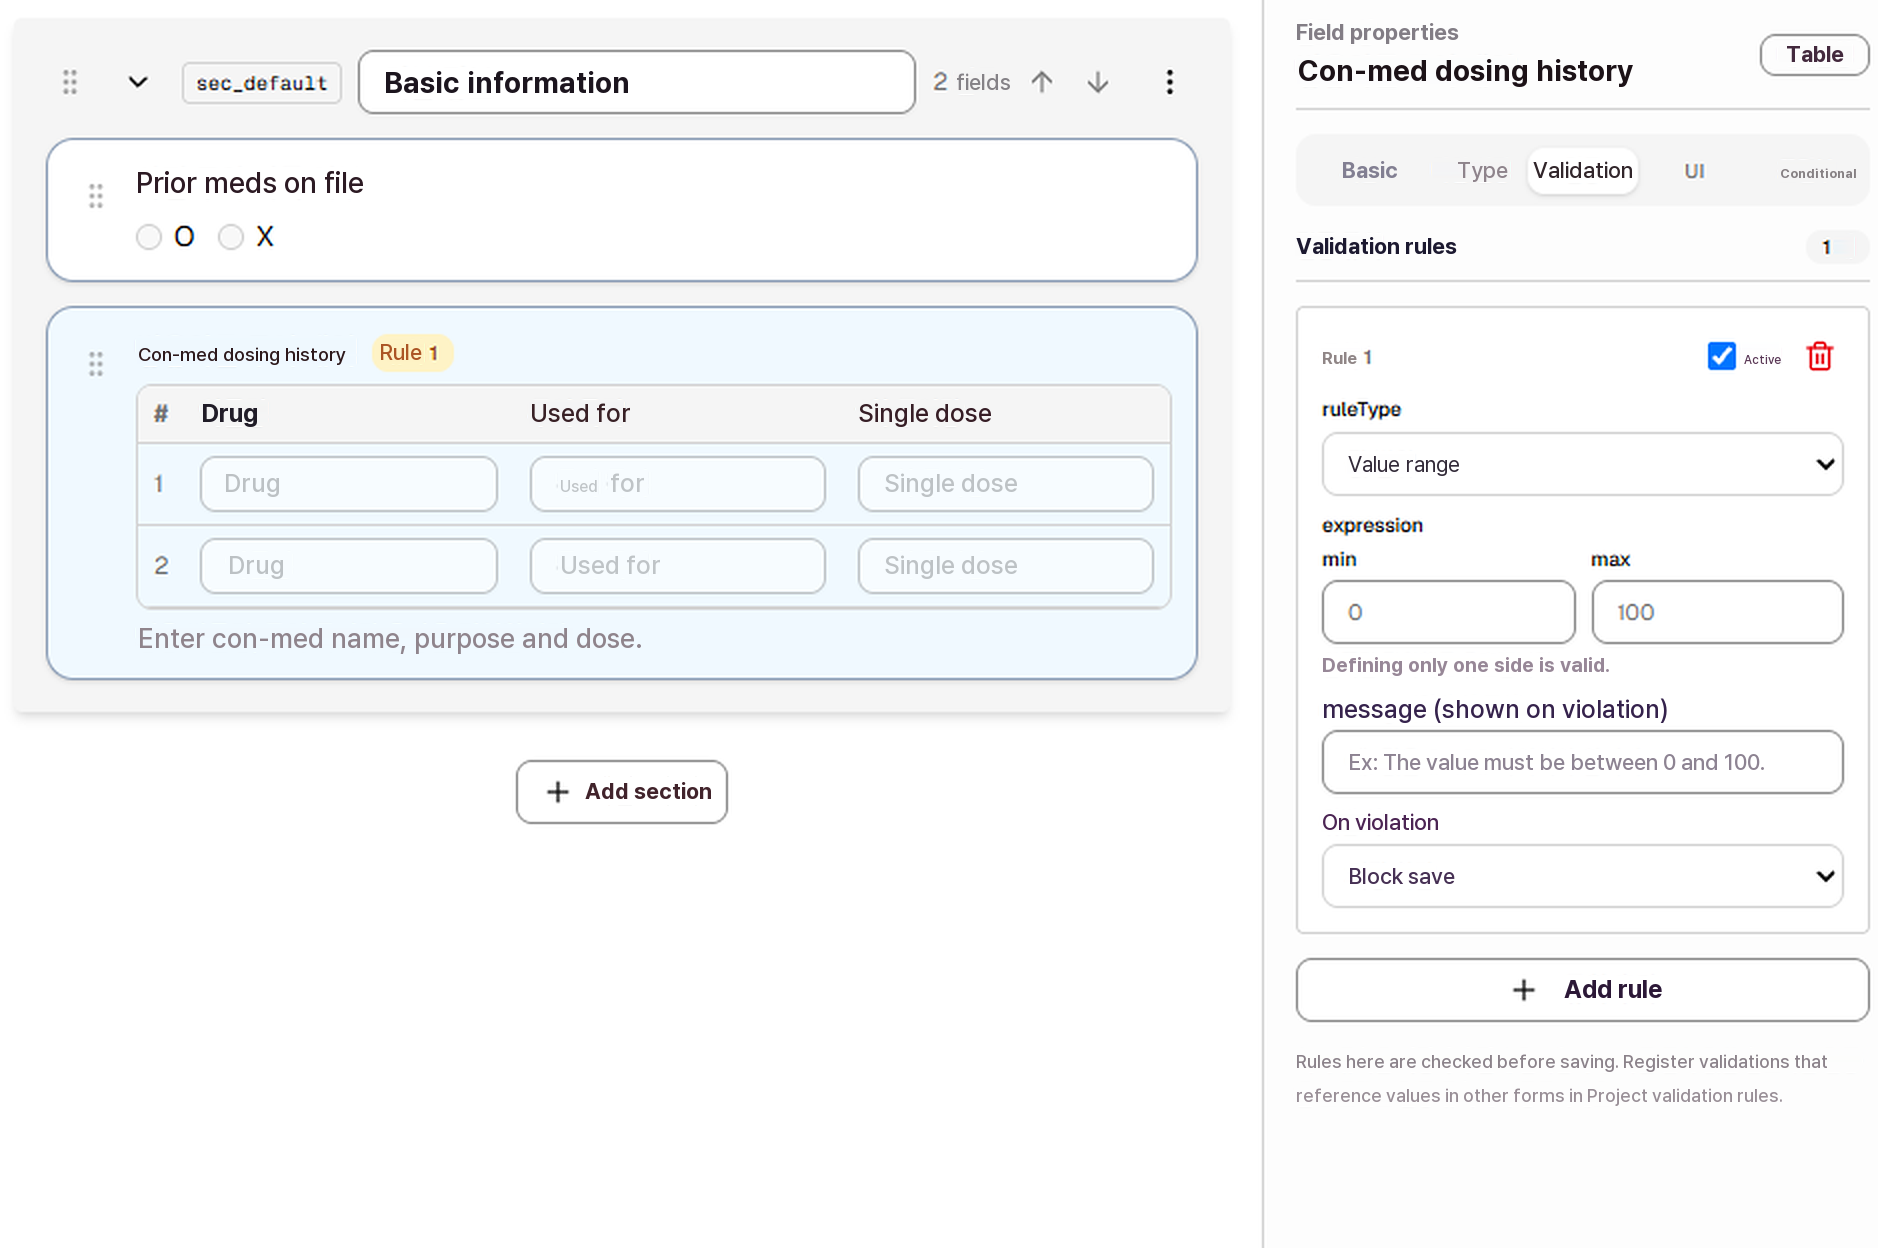 sec_default
Basic information
2 fields
Prior meds on file
O X
Con-med dosing history
Rule 1
# Drug Used for Single dose
1 Drug Used for Single dose
2 Drug Used for Single dose
Enter con-med name, purpose and dose.
+ Add section
Field properties
Con-med dosing history
Table
Basic Type Validation UI Conditional
Validation rules 1
Rule 1 Active
ruleType
Value range
expression
min max
0 100
Defining only one side is valid.
message (shown on violation)
Ex: The value must be between 0 and 100.
On violation
Block save
+ Add rule
Rules here are checked before saving. Register validations that
reference values in other forms in Project validation rules.